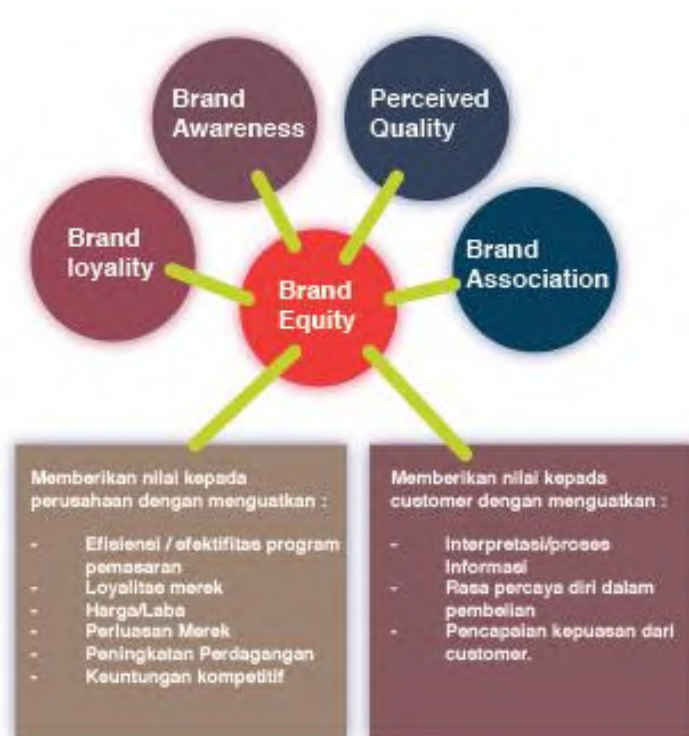 Brand
Awareness
Perceived
Quality
Brand
loyality
Brand
Association
Brand
Equity
Memberikan nilai kepada
perusahaan dengan menguatkan :
- Efisiensi / efektifitas program
pemasaran
- Loyalitas merek
- Harga/Laba
- Perluasan Merek
- Peningkatan Perdagangan
- Keuntungan kompetitif
Memberikan nilai kepada
customer dengan menguatkan :
- Interpretasi/proses
Informasi
- Rasa percaya diri dalam
pembelian
- Pencapaian kepuasan dari
customer.